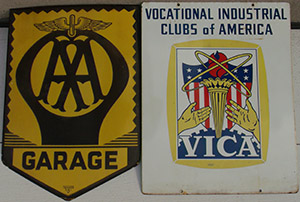 AA
GARAGE
VOCATIONAL INDUSTRIAL
CLUBS of AMERICA
VICA